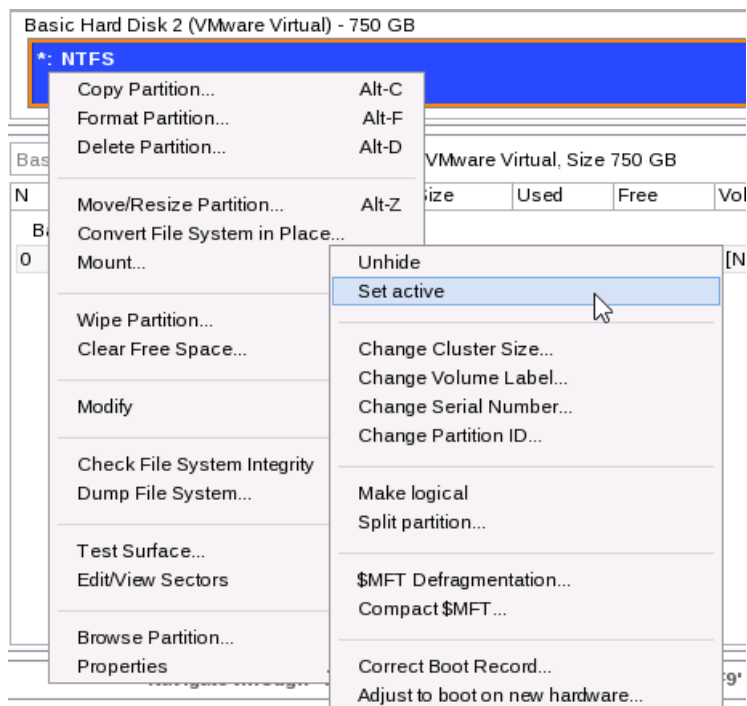 Basic Hard Disk 2 (VMware Virtual) - 750 GB
*: NTFS
Copy Partition... Alt-C
Format Partition... Alt-F
Delete Partition... Alt-D
Bas VMware Virtual, Size 750 GB
N ize Used Free Vol
Move/Resize Partition... Alt-Z
Convert File System in Place...
0 Mount... [N
Unhide
Set active
Wipe Partition...
Clear Free Space...
Modify
Check File System Integrity
Dump File System...
Test Surface...
Edit/View Sectors
Browse Partition...
Properties
Change Cluster Size...
Change Volume Label...
Change Serial Number...
Change Partition ID...
Make logical
Split partition...
$MFT Defragmentation...
Compact $MFT...
Correct Boot Record...
Adjust to boot on new hardware...